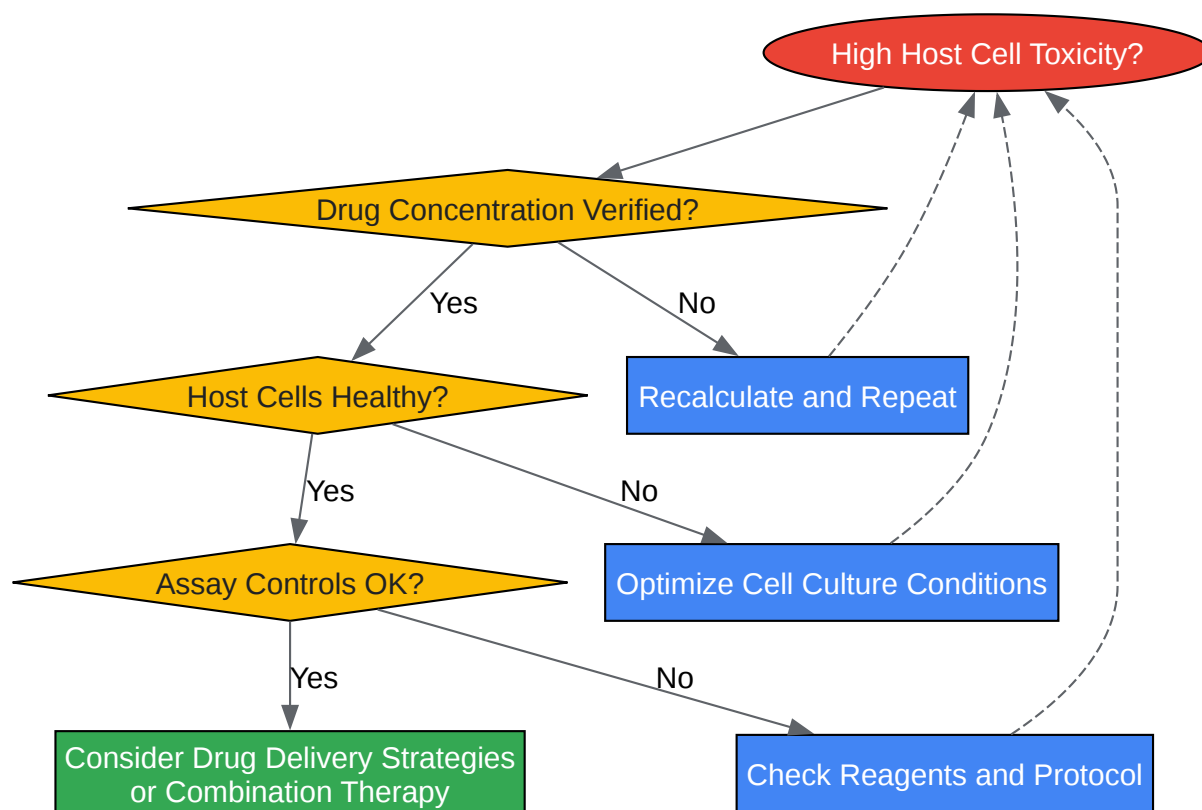 High Host Cell Toxicity?
Drug Concentration Verified?
Yes
No
Host Cells Healthy?
Recalculate and Repeat
Yes
No
Assay Controls OK?
Optimize Cell Culture Conditions
Yes
No
Consider Drug Delivery Strategies
or Combination Therapy
Check Reagents and Protocol